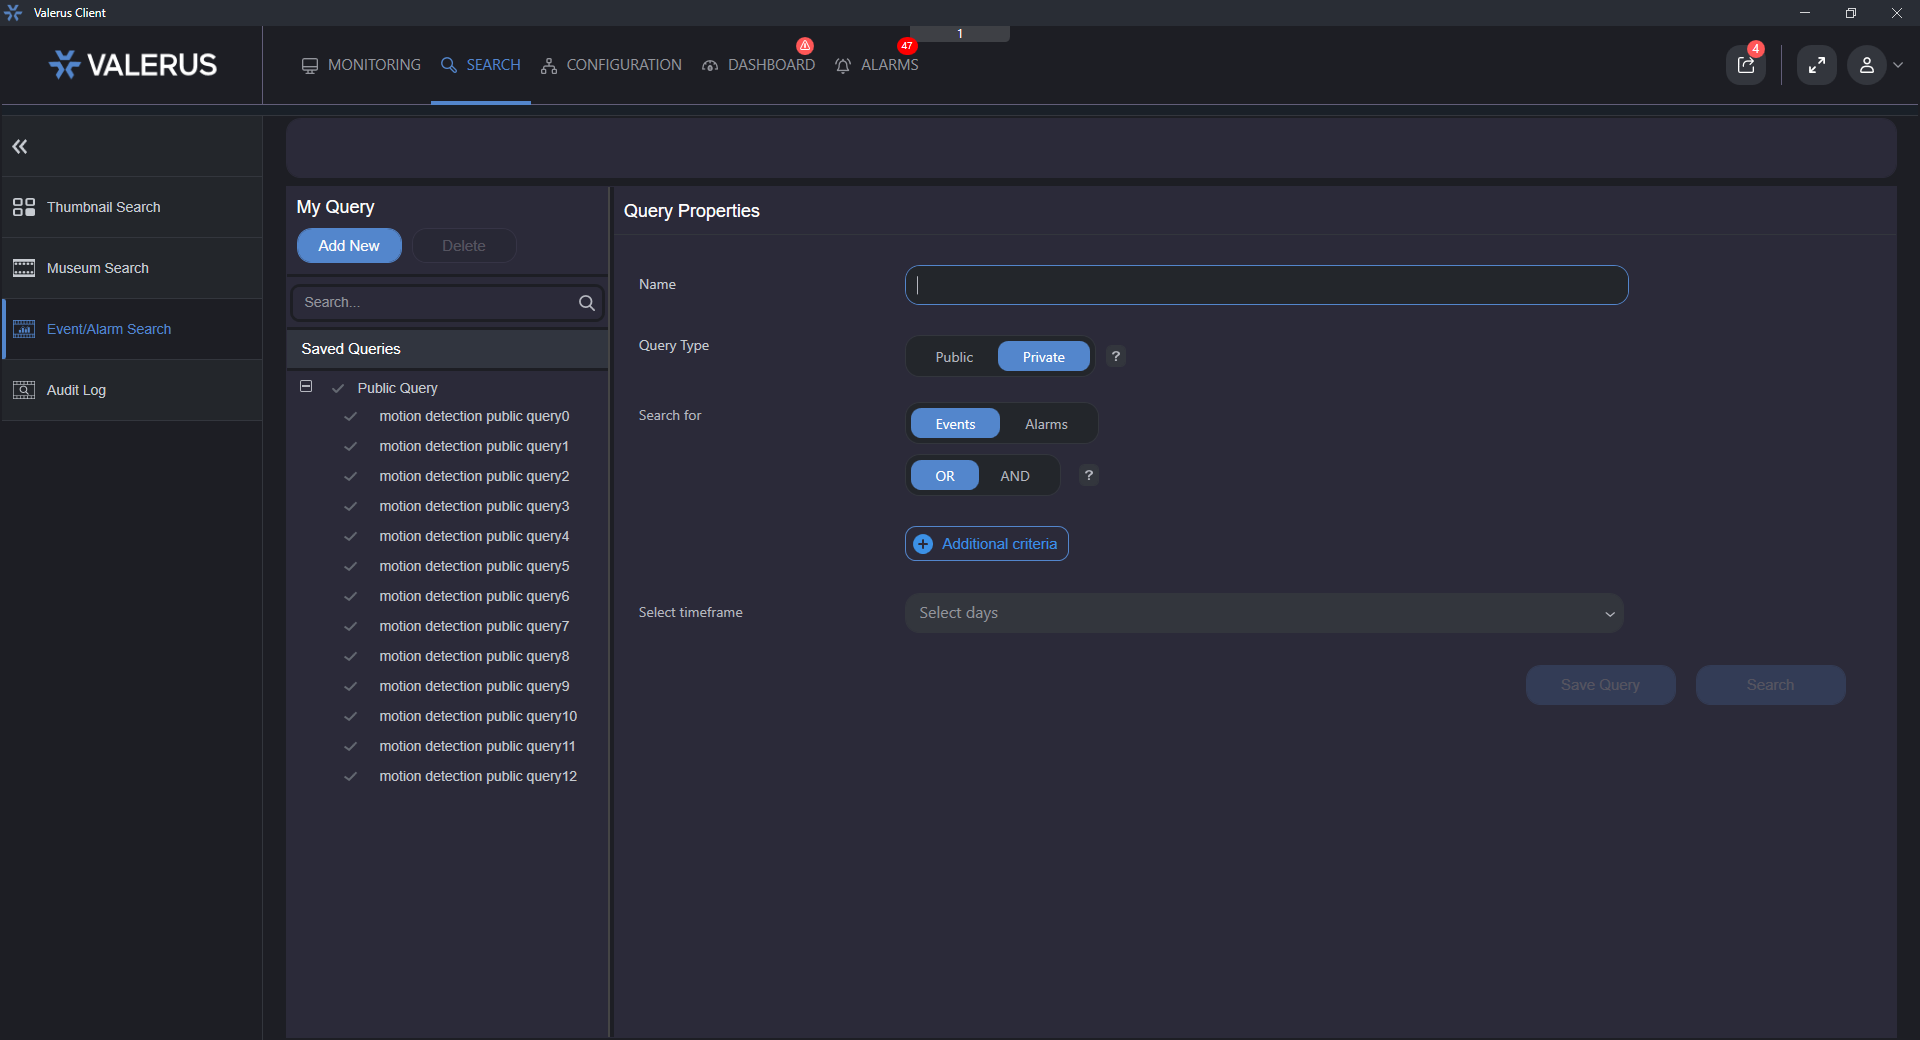 Valerus Client
1
VALERUS
MONITORING
SEARCH
CONFIGURATION
DASHBOARD
47
ALARMS
4
Thumbnail Search
Museum Search
Event/Alarm Search
Audit Log
My Query
Add New
Delete
Search...
Saved Queries
Public Query
motion detection public query0
motion detection public query1
motion detection public query2
motion detection public query3
motion detection public query4
motion detection public query5
motion detection public query6
motion detection public query7
motion detection public query8
motion detection public query9
motion detection public query10
motion detection public query11
motion detection public query12
Query Properties
Name
Query Type
Public
Private
?
Search for
Events
Alarms
OR
AND
?
Additional criteria
Select timeframe
Select days
Save Query
Search